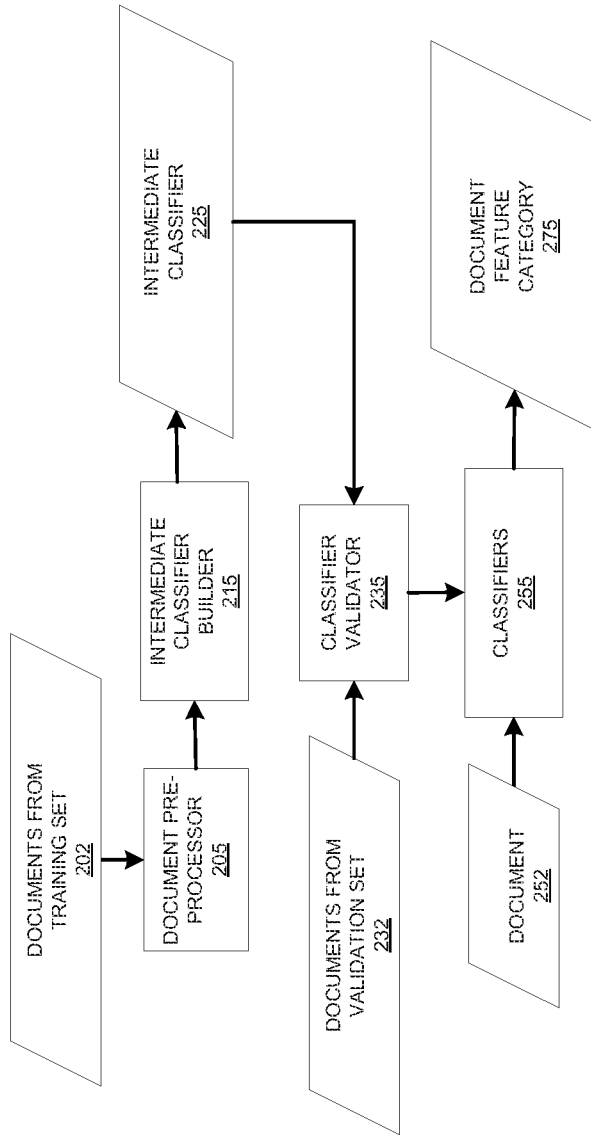 DOCUMENTS FROM
TRAINING SET
202
DOCUMENT PRE-
PROCESSOR
205
INTERMEDIATE
CLASSIFIER
BUILDER
215
INTERMEDIATE
CLASSIFIER
225
DOCUMENTS FROM
VALIDATION SET
232
CLASSIFIER
VALIDATOR
235
DOCUMENT
252
CLASSIFIERS
255
DOCUMENT
FEATURE
CATEGORY
275